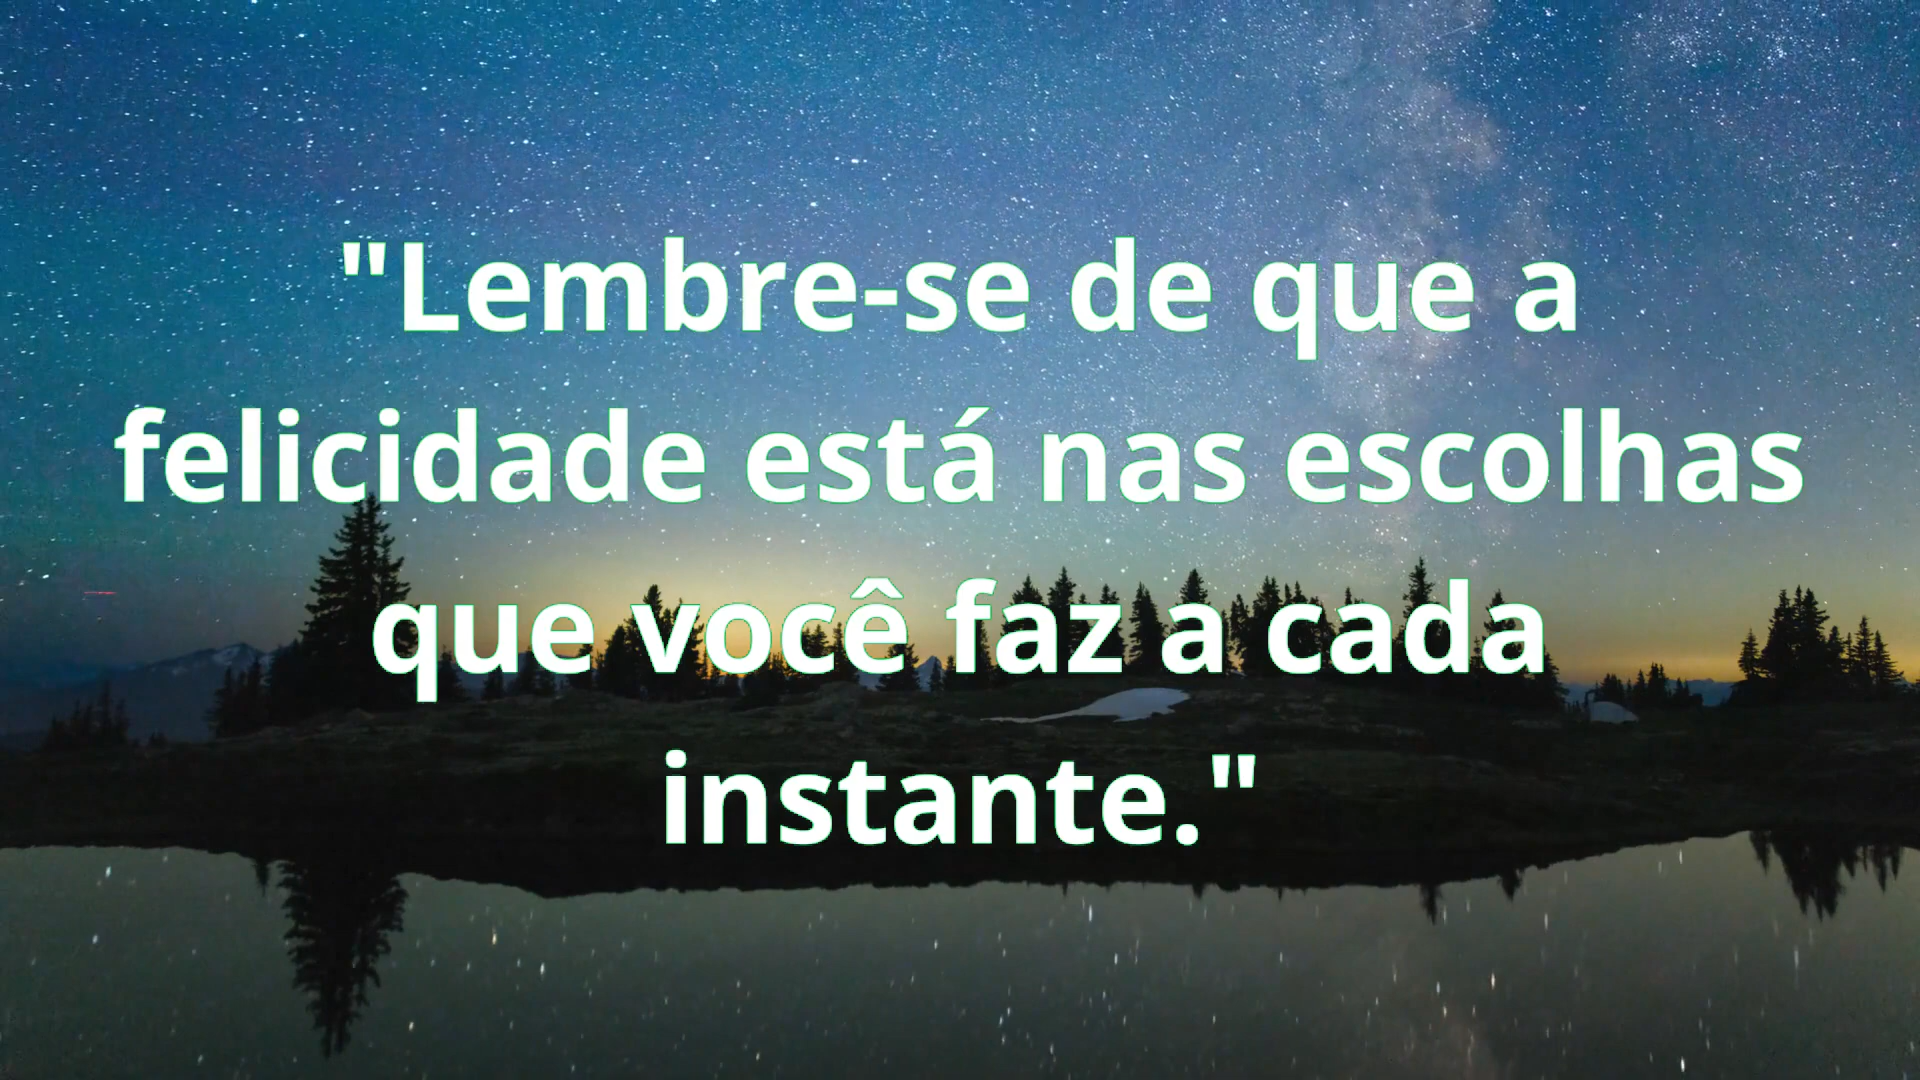 "Lembre-se de que a
felicidade está nas escolhas
que você faz a cada
instante."